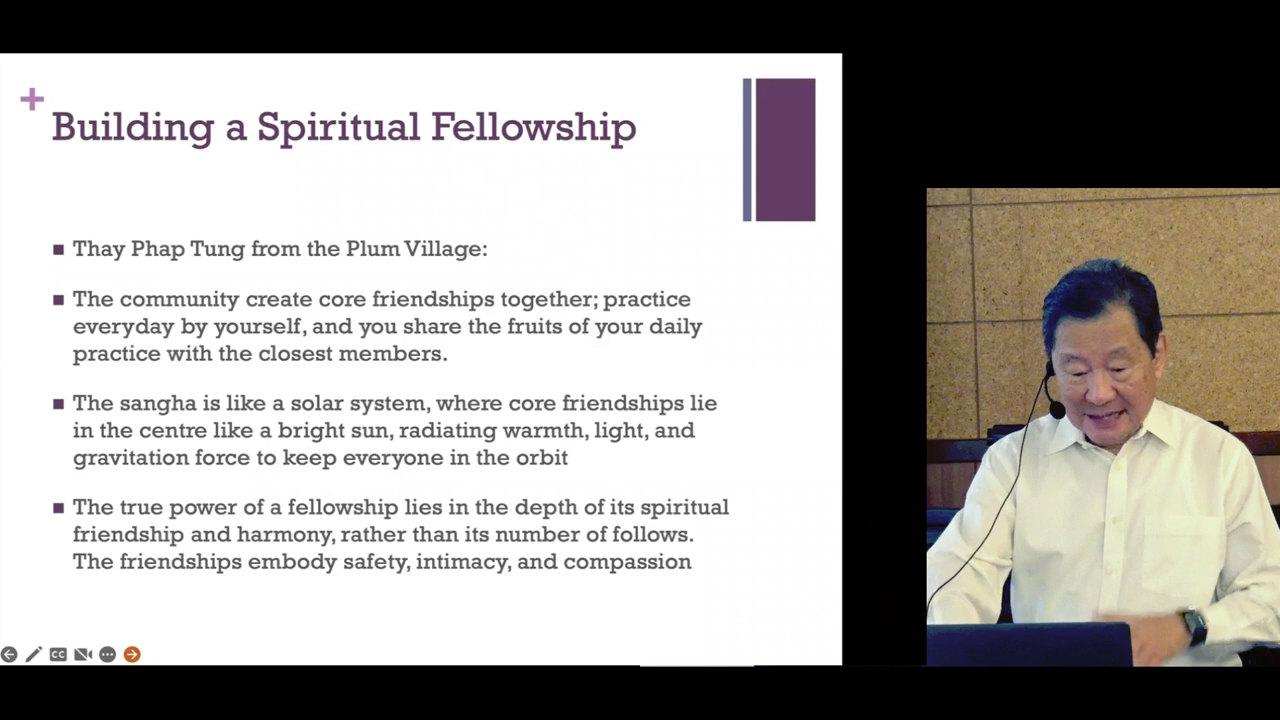 +
Building a Spiritual Fellowship
Thay Phap Tung from the Plum Village:
The community create core friendships together; practice
everyday by yourself, and you share the fruits of your daily
practice with the closest members.
The sangha is like a solar system, where core friendships lie
in the centre like a bright sun, radiating warmth, light, and
gravitation force to keep everyone in the orbit
The true power of a fellowship lies in the depth of its spiritual
friendship and harmony, rather than its number of follows.
The friendships embody safety, intimacy, and compassion
CC